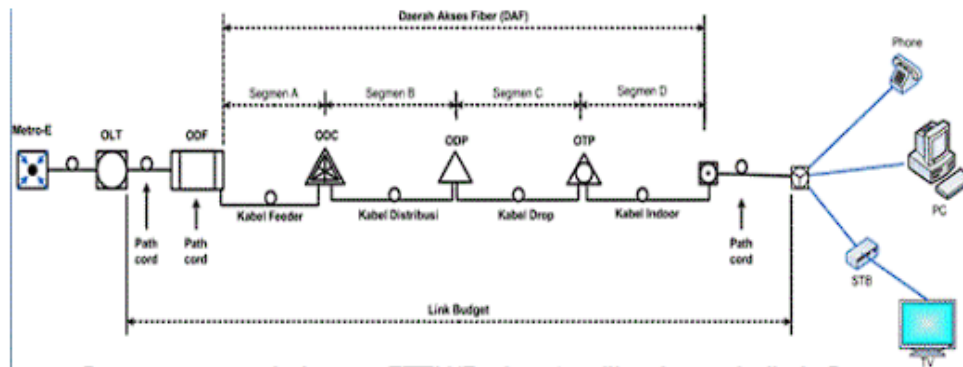 Daerah Akses Fiber (DAF)
Phone
Segmen A
Segmen B
Segmen C
Segmen D
Metro-E
OLT
ODF
ODC
ODP
OTP
PC
Kabel Feeder
Kabel Distribusi
Kabel Drop
Kabel Indoor
Path
cord
Path
cord
Path
cord
STB
Link Budget
TV